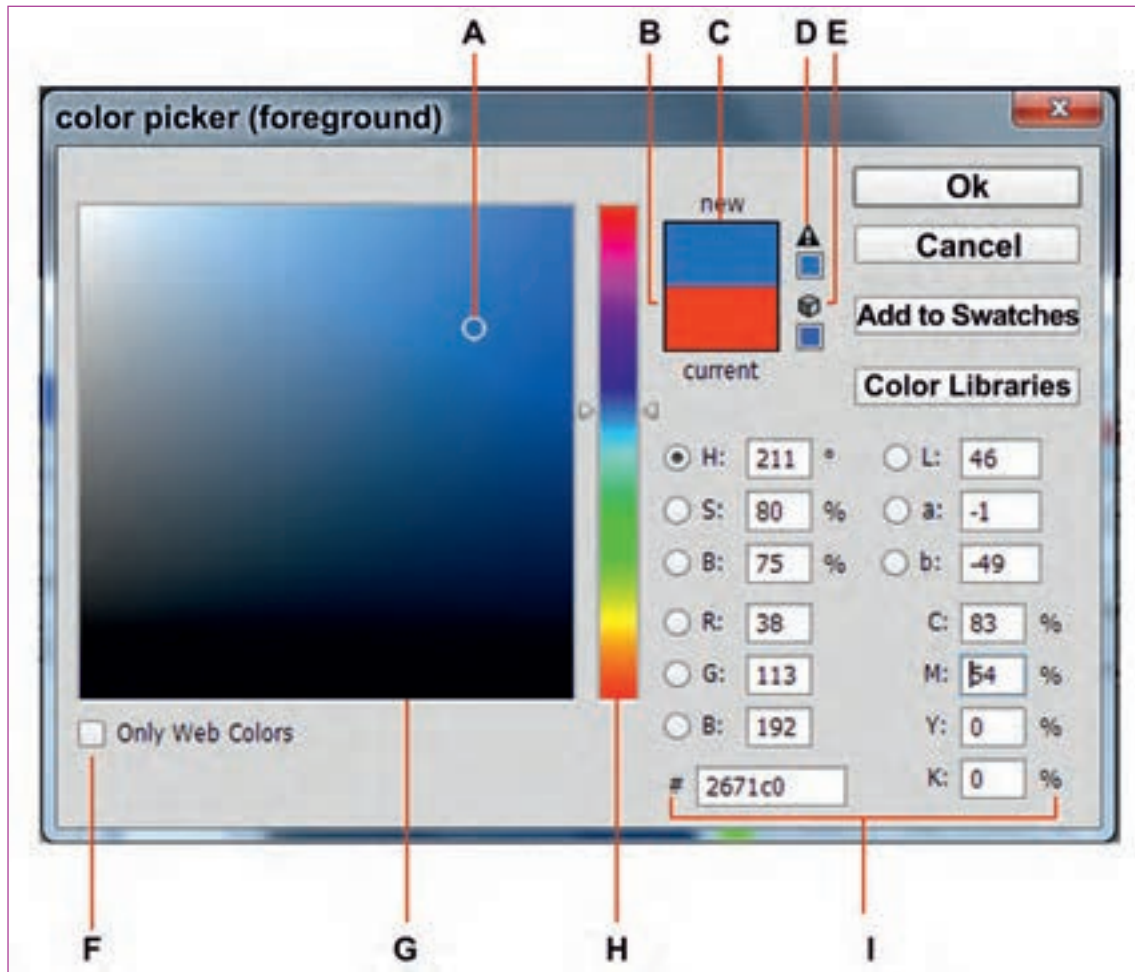 A B C D E
color picker (foreground)
x
new
Ok
Cancel
Add to Swatches
current
Color Libraries
H: 211 ° L: 46
S: 80 % a: -1
B: 75 % b: -49
R: 38 C: 83 %
G: 113 M: 54 %
Only Web Colors B: 192 Y: 0 %
# 2671c0 K: 0 %
F G H I